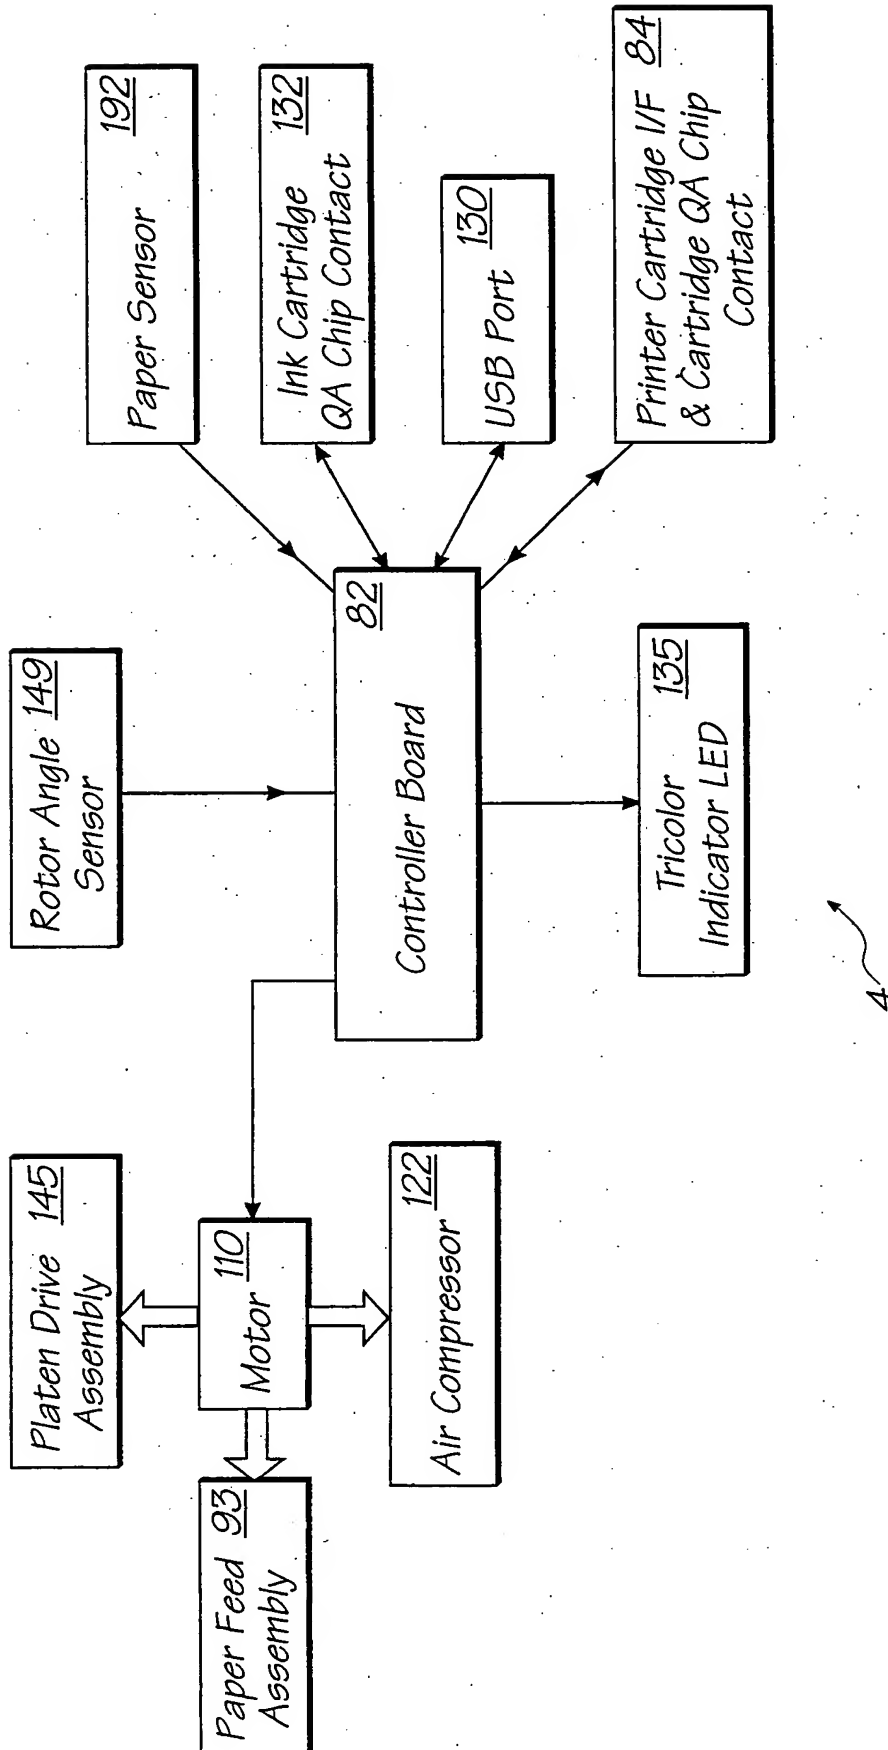 Paper Feed 93
Assembly
Platen Drive 145
Assembly
Motor 110
Air Compressor 122
Rotor Angle 149
Sensor
Controller Board 82
Tricolor 135
Indicator LED
Paper Sensor 192
Ink Cartridge 132
QA Chip Contact
USB Port 130
Printer Cartridge I/F 84
& Cartridge QA Chip
Contact
4